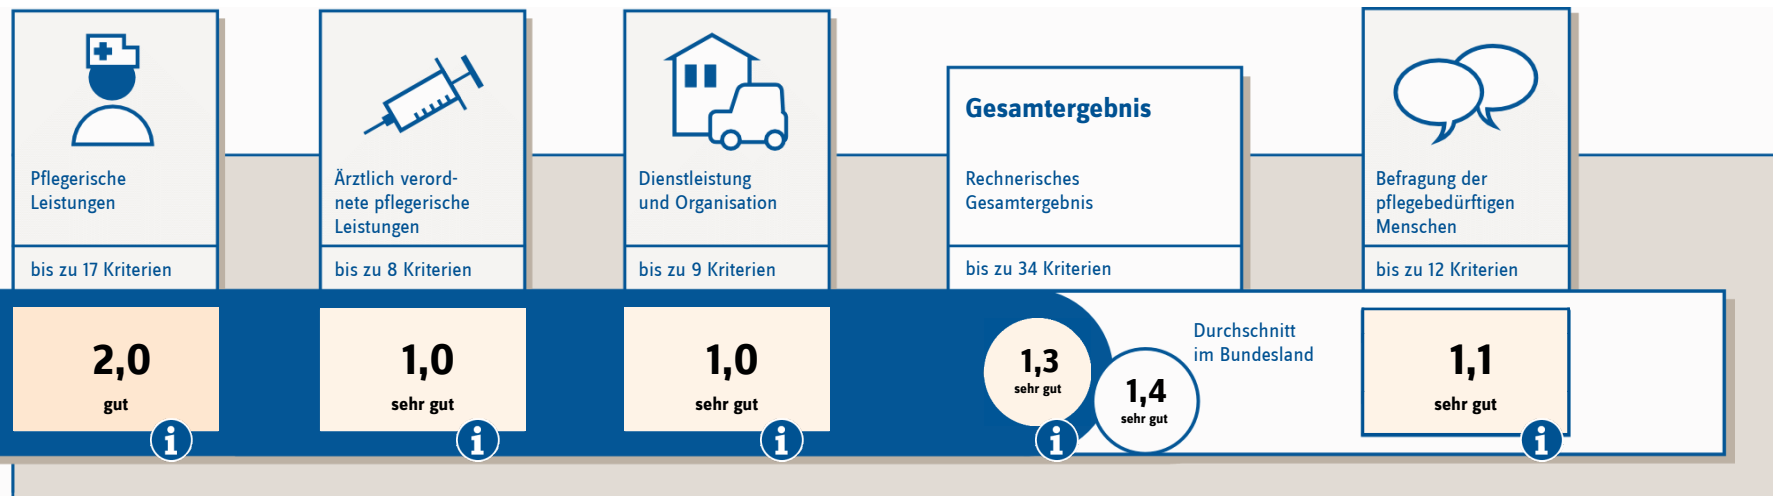 Pflegerische
Leistungen
bis zu 17 Kriterien
2,0
gut
i
Ärztlich verord-
nete pflegerische
Leistungen
bis zu 8 Kriterien
1,0
sehr gut
i
Dienstleistung
und Organisation
bis zu 9 Kriterien
1,0
sehr gut
i
Gesamtergebnis
Rechnerisches
Gesamtergebnis
bis zu 34 Kriterien
1,3
sehr gut
i
Durchschnitt
im Bundesland
1,4
sehr gut
Befragung der
pflegebedürftigen
Menschen
bis zu 12 Kriterien
1,1
sehr gut
i